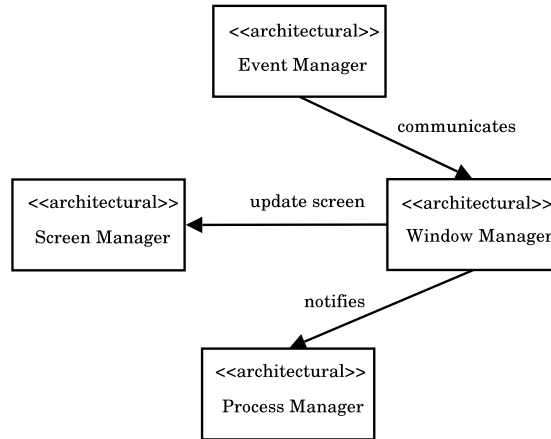 <<architectural>>
Event Manager
communicates
<<architectural>>
Screen Manager
update screen
<<architectural>>
Window Manager
notifies
<<architectural>>
Process Manager